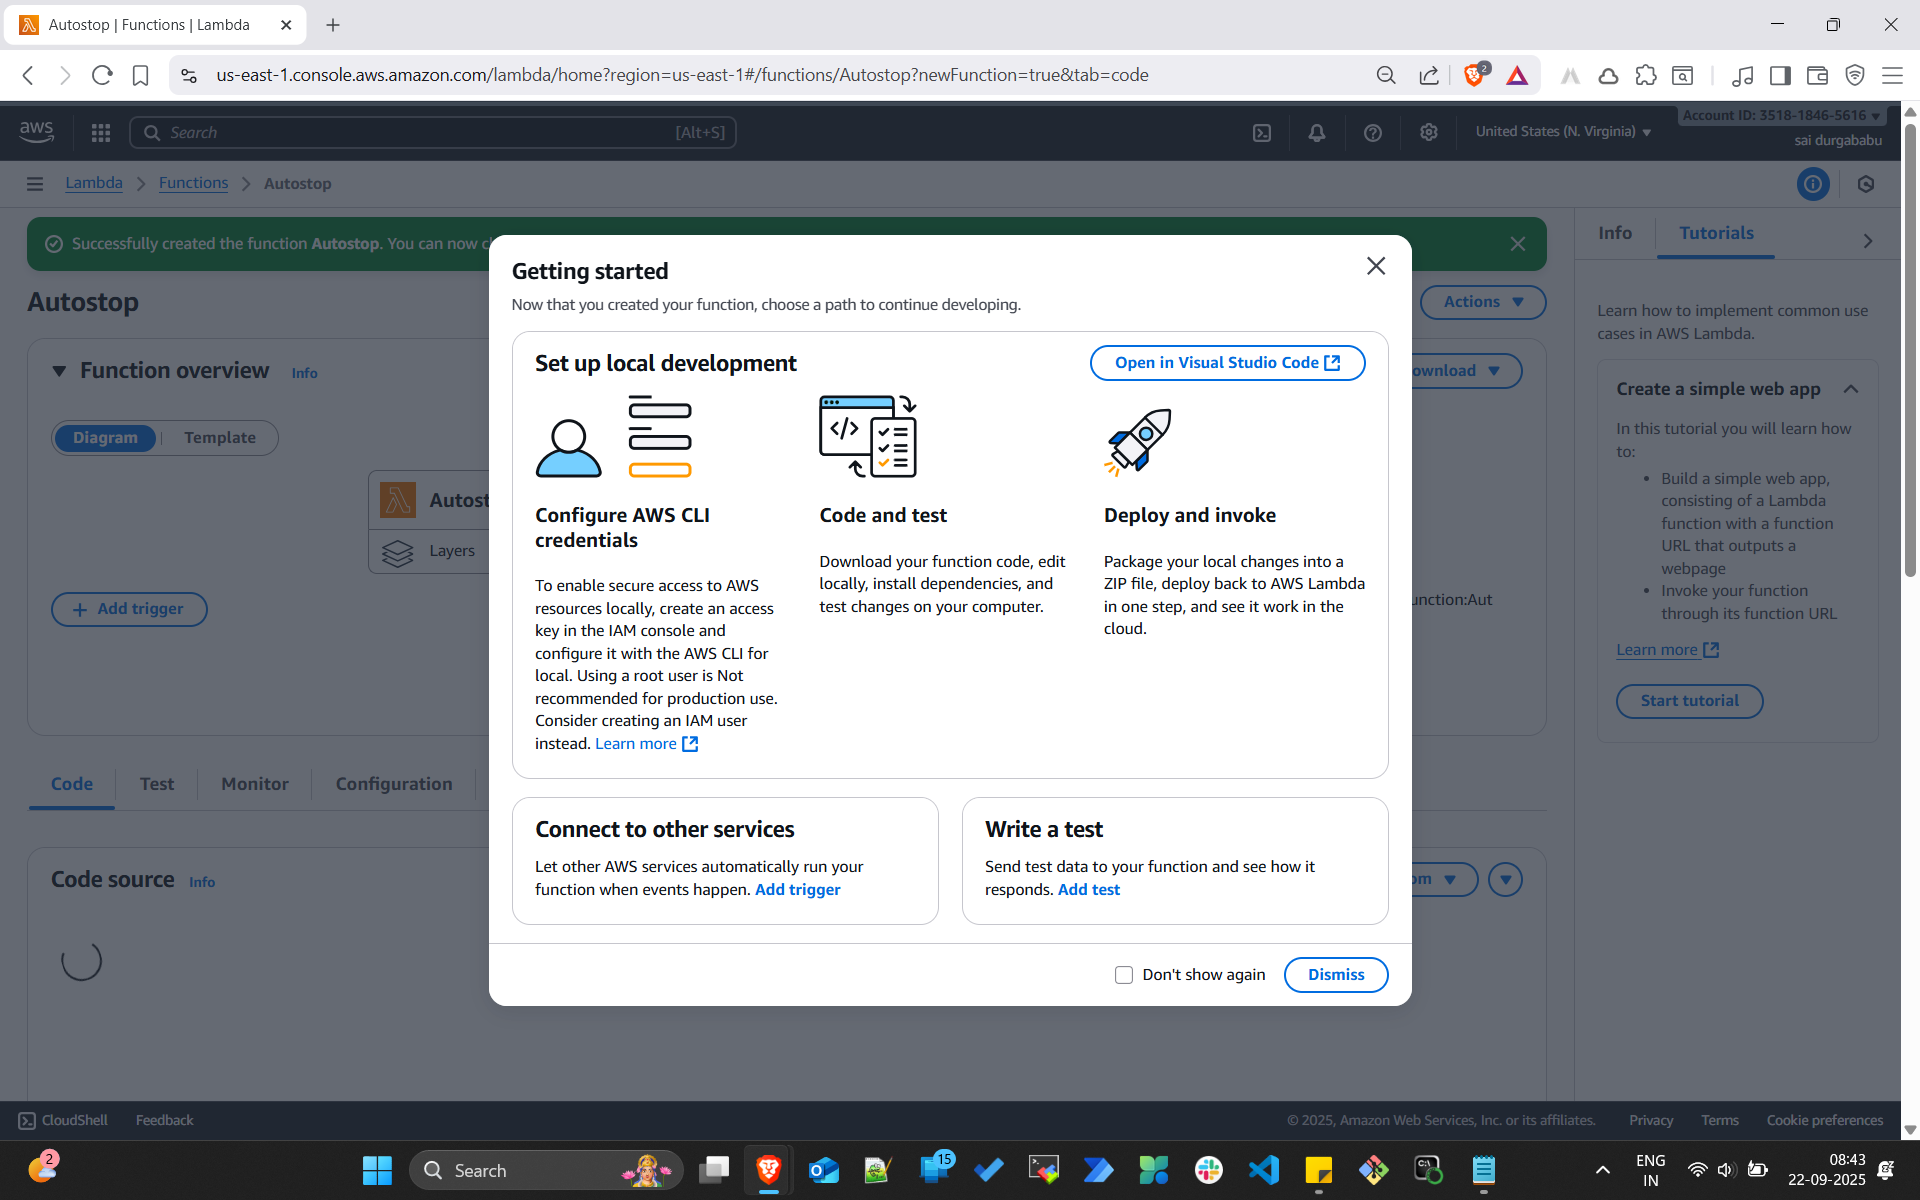 Autostop | Functions | Lambda
us-east-1.console.aws.amazon.com/lambda/home?region=us-east-1#/functions/Autostop?newFunction=true&tab=code
2
aws
Search
[Alt+S]
United States (N. Virginia)
Account ID: 3518-1846-5616
sai durgababu
Lambda
Functions
Autostop
Successfully created the function Autostop. You can now
Autostop
Actions
Function overview
Info
Download
Diagram
Template
Autost
Layers
Add trigger
unction:Aut
Code
Test
Monitor
Configuration
Code source
Info
Getting started
Now that you created your function, choose a path to continue developing.
Set up local development
Open in Visual Studio Code
Configure AWS CLI
credentials
To enable secure access to AWS
resources locally, create an access
key in the IAM console and
configure it with the AWS CLI for
local. Using a root user is Not
recommended for production use.
Consider creating an IAM user
instead. Learn more
Code and test
Download your function code, edit
locally, install dependencies, and
test changes on your computer.
Deploy and invoke
Package your local changes into a
ZIP file, deploy back to AWS Lambda
in one step, and see it work in the
cloud.
Connect to other services
Let other AWS services automatically run your
function when events happen. Add trigger
Write a test
Send test data to your function and see how it
responds. Add test
Don't show again
Dismiss
Info
Tutorials
Learn how to implement common use
cases in AWS Lambda.
Create a simple web app
In this tutorial you will learn how
to:
• Build a simple web app,
consisting of a Lambda
function with a function
URL that outputs a
webpage
• Invoke your function
through its function URL
Learn more
Start tutorial
CloudShell
Feedback
© 2025, Amazon Web Services, Inc. or its affiliates.
Privacy
Terms
Cookie preferences
2
Search
15
ENG
IN
08:43
22-09-2025